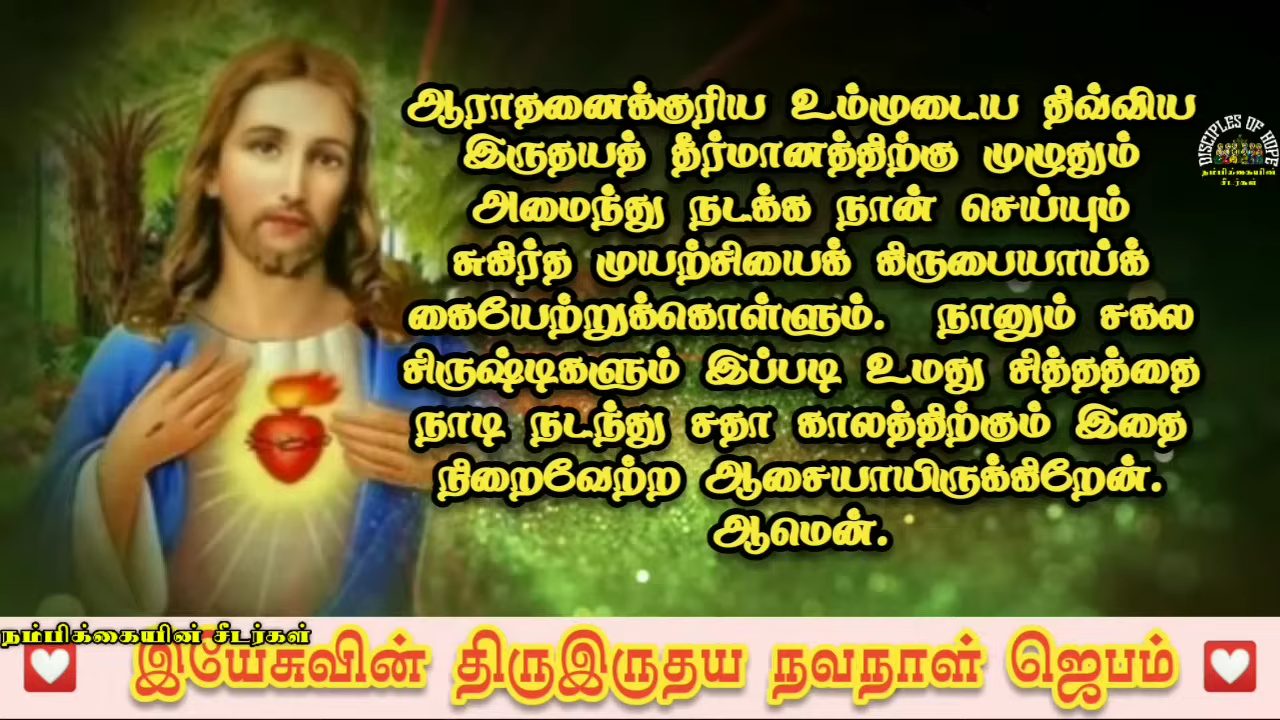 ஆராதனைக்குரிய உம்முடைய திவ்விய
இருதயத் தீர்மானத்திற்கு முழுதும்
அமைந்து நடக்க நான் செய்யும்
சுகிர்த முயற்சியைக் கிருபையாய்க்
கையேற்றுக்கொள்ளும். நானும் சகல
சிருஷ்டிகளும் இப்படி உமது சித்தத்தை
நாடி நடந்து சதா காலத்திற்கும் இதை
நிறைவேற்ற ஆசையாயிருக்கிறேன்.
ஆமென்.
DISCIPLES OF HOPE
நம்பிக்கையின்
சீடர்கள்
நம்பிக்கையின் சீடர்கள்
இயேசுவின் திருஇருதய நவநாள் ஜெபம்